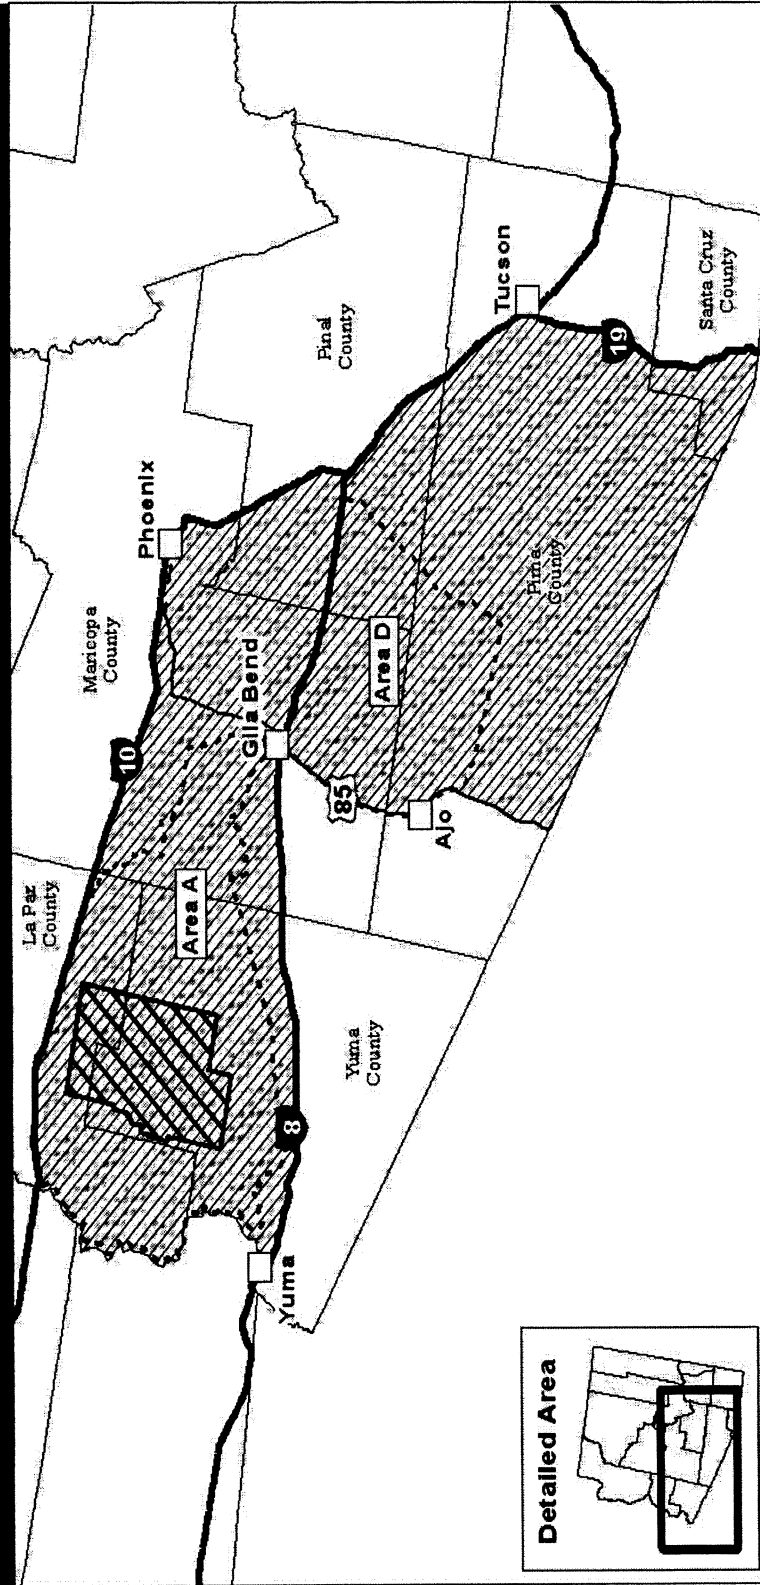 La Paz
County
Maricopa
County
Phoenix
Pinal
County
10
Area A
Gila Bend
Area D
Tucson
85
Ajo
Pima
County
19
Santa Cruz
County
8
Yuma
County
Yuma
Detailed Area